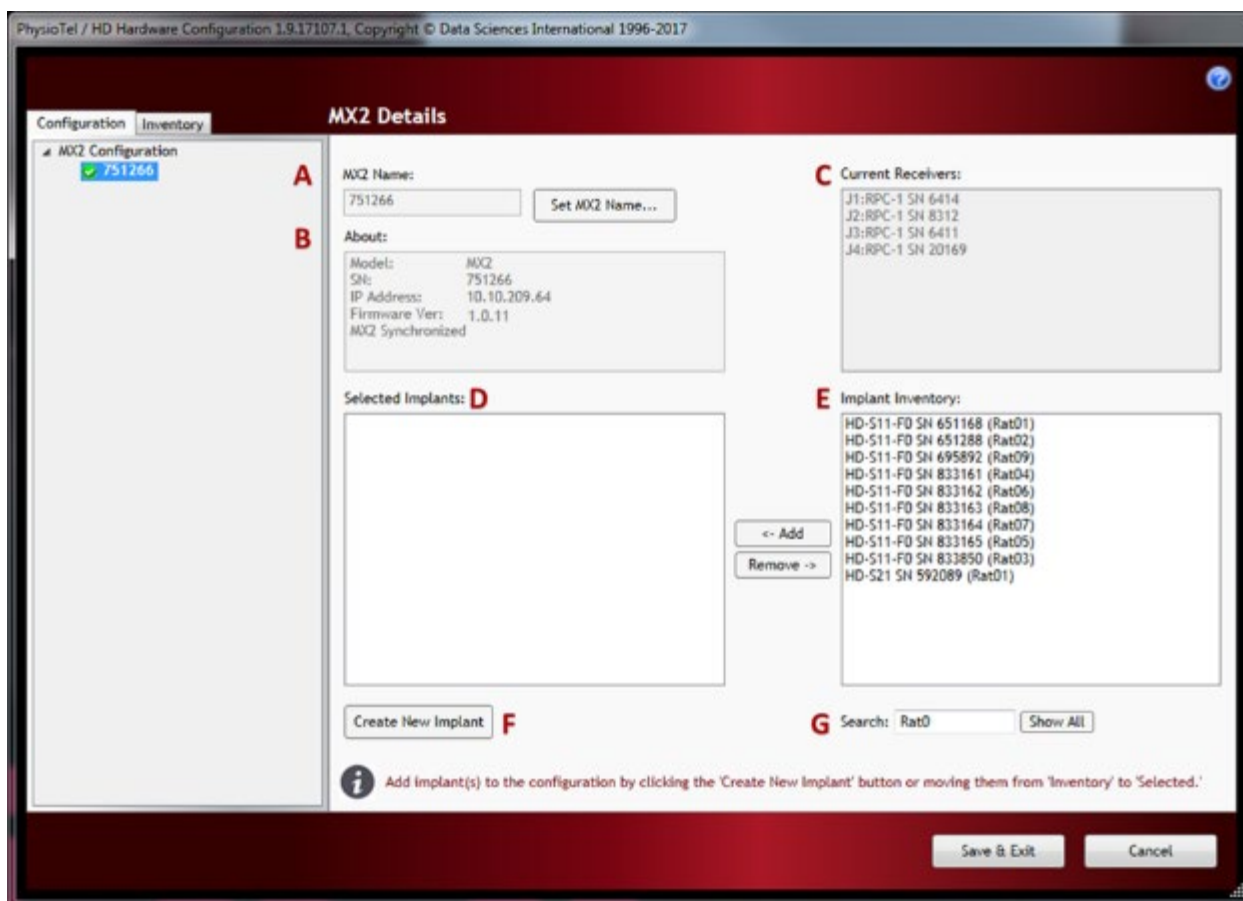 PhysioTel / HD Hardware Configuration 1.9.17107.1, Copyright © Data Sciences International 1996-2017
?
Configuration Inventory
MX2 Details
MX2 Configuration
751266
A MX2 Name:
751266 Set MX2 Name...
B About:
Model: MX2
SN: 751266
IP Address: 10.10.209.64
Firmware Ver: 1.0.11
MX2 Synchronized
C Current Receivers:
J1:RPC-1 SN 6414
J2:RPC-1 SN 8312
J3:RPC-1 SN 6411
J4:RPC-1 SN 20169
Selected Implants: D
<- Add
Remove ->
E Implant Inventory:
HD-S11-F0 SN 651168 (Rat01)
HD-S11-F0 SN 651288 (Rat02)
HD-S11-F0 SN 695892 (Rat09)
HD-S11-F0 SN 833161 (Rat04)
HD-S11-F0 SN 833162 (Rat06)
HD-S11-F0 SN 833163 (Rat08)
HD-S11-F0 SN 833164 (Rat07)
HD-S11-F0 SN 833165 (Rat05)
HD-S11-F0 SN 833850 (Rat03)
HD-S21 SN 592089 (Rat01)
Create New Implant F
G Search: Rat0 Show All
i Add implant(s) to the configuration by clicking the 'Create New Implant' button or moving them from 'Inventory' to 'Selected.'
Save & Exit Cancel